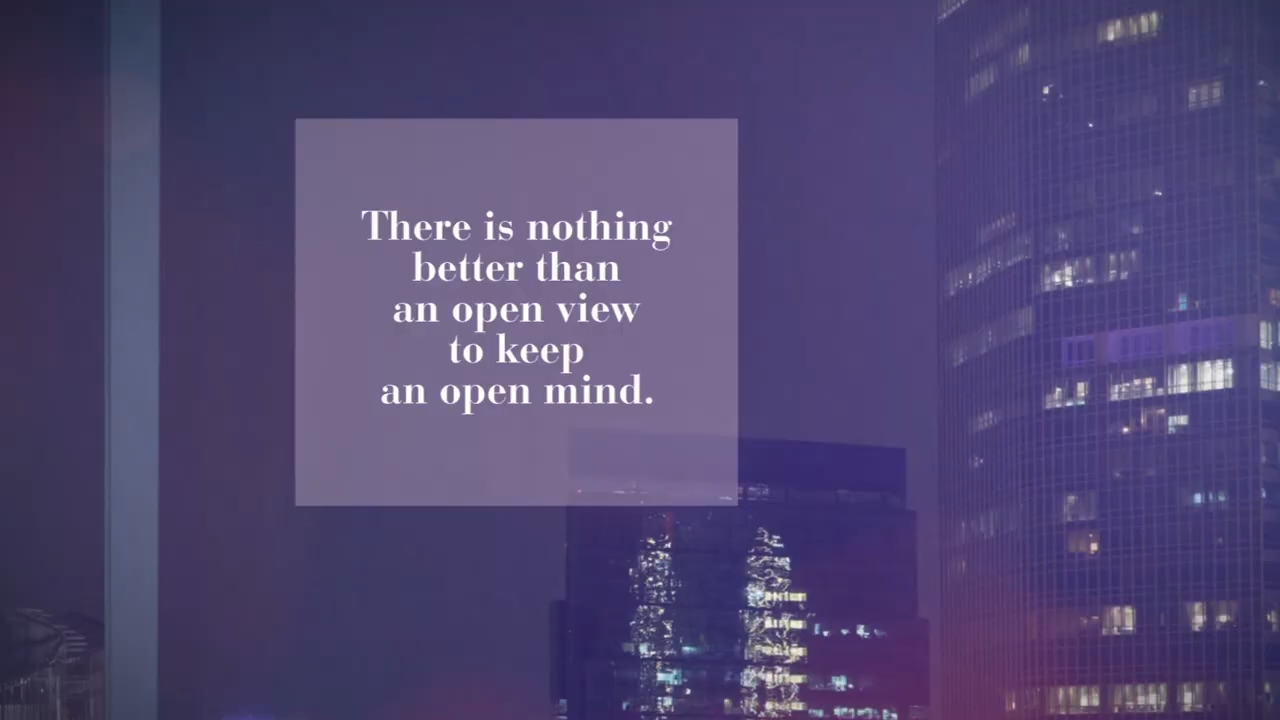 There is nothing
better than
an open view
to keep
an open mind.